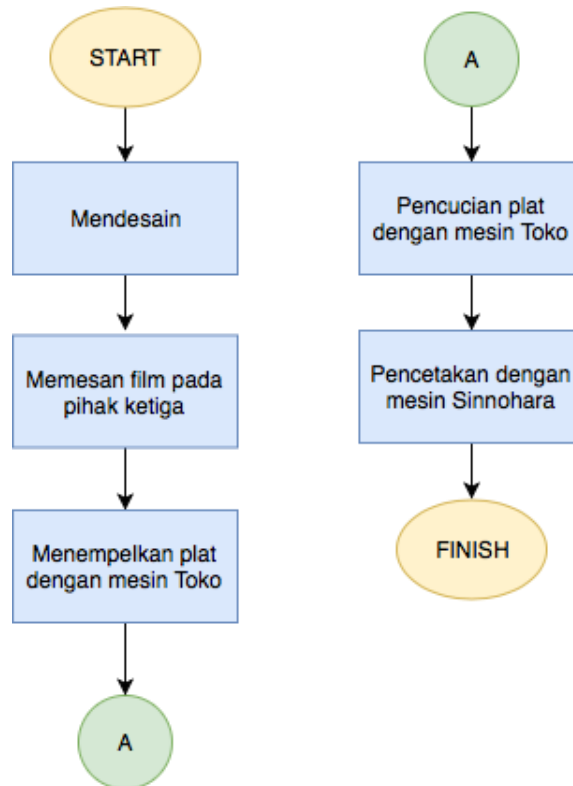 START
Mendesain
Memesan film pada
pihak ketiga
Menempelkan plat
dengan mesin Toko
A
A
Pencucian plat
dengan mesin Toko
Pencetakan dengan
mesin Sinnohara
FINISH